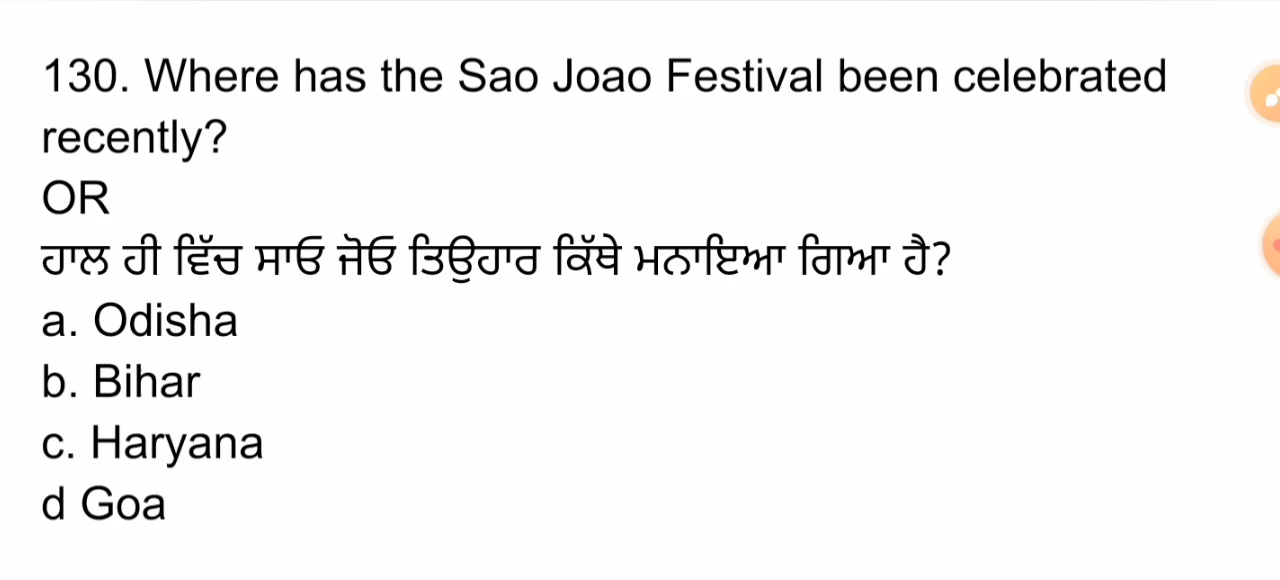 130. Where has the Sao Joao Festival been celebrated
recently?
OR
ਹਾਲ ਹੀ ਵਿੱਚ ਸਾਓ ਜੋਓ ਤਿਉਹਾਰ ਕਿੱਥੇ ਮਨਾਇਆ ਗਿਆ ਹੈ?
a. Odisha
b. Bihar
c. Haryana
d Goa